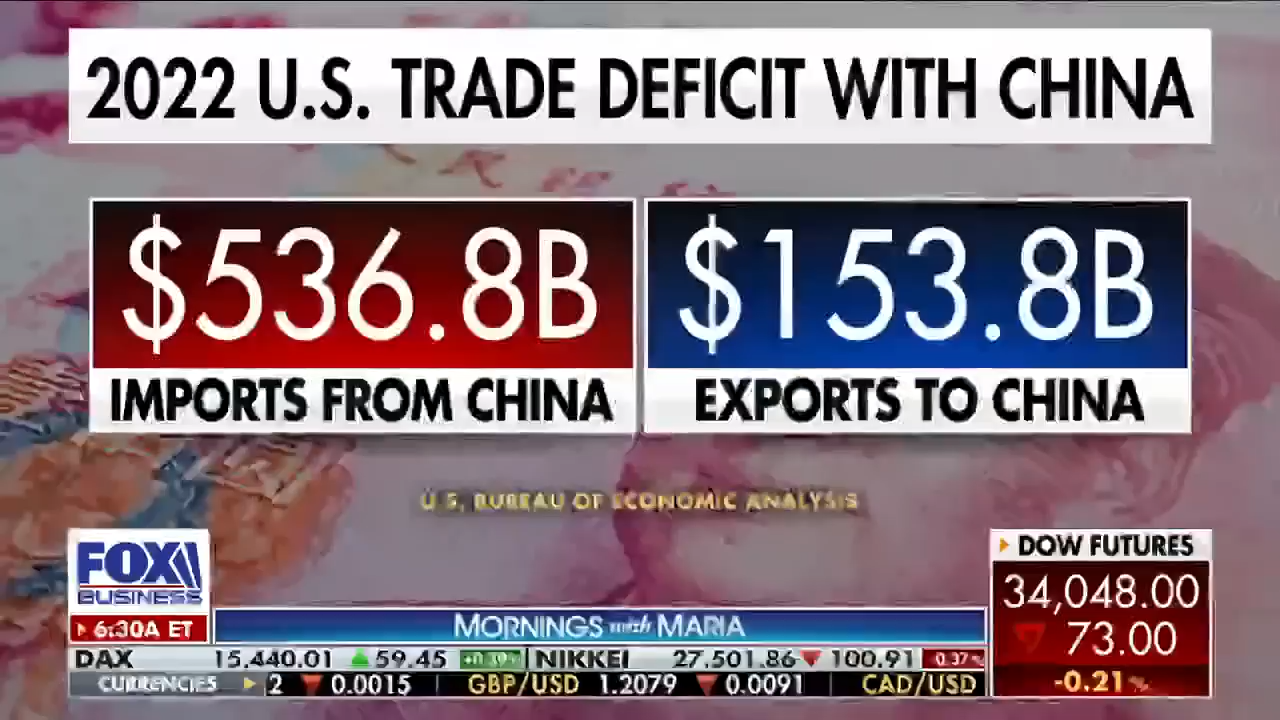 2022 U.S. TRADE DEFICIT WITH CHINA
$536.8B
IMPORTS FROM CHINA
$153.8B
EXPORTS TO CHINA
U.S. BUREAU OF ECONOMIC ANALYSIS
FOX
BUSINESS
6:30A ET
MORNINGS with MARIA
DOW FUTURES
34,048.00
73.00
-0.21%
DAX 15,440.01 59.45 +0.39% NIKKEI 27,501.86 100.91 -0.37%
CURRENCIES 2 0.0015 GBP/USD 1.2079 0.0091 CAD/USD